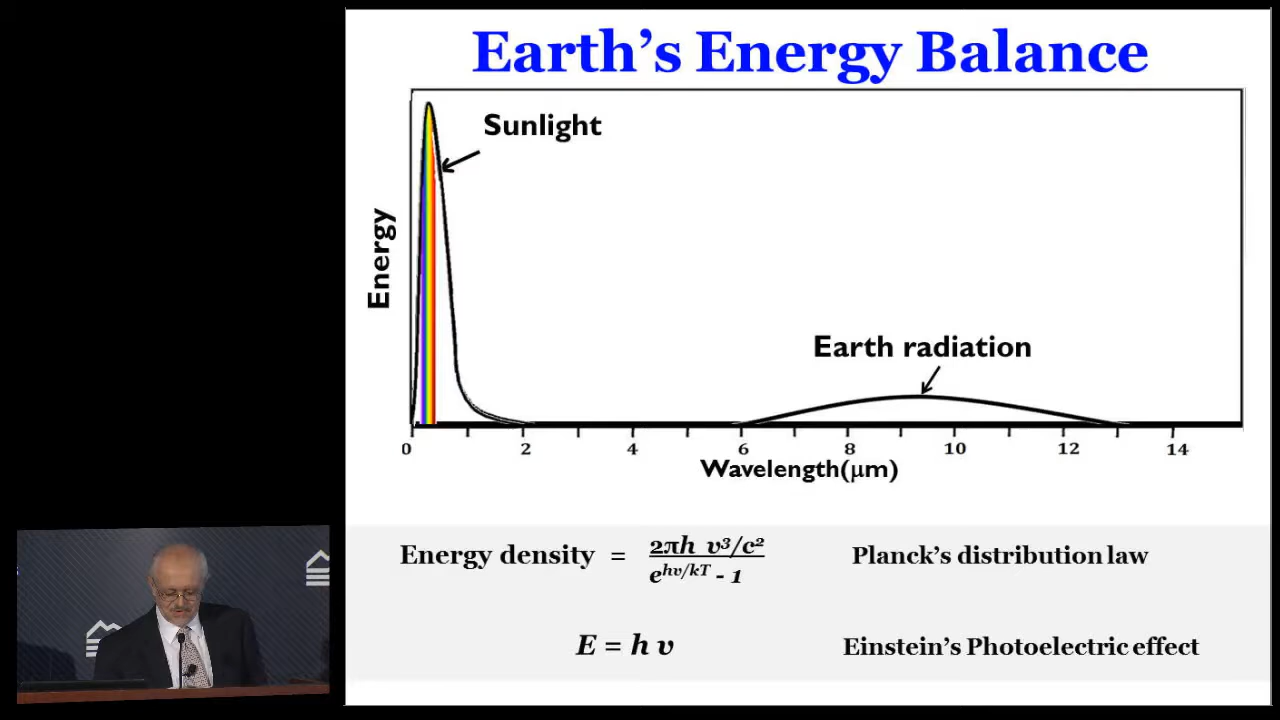 Earth's Energy Balance
Sunlight
Energy
Earth radiation
0 2 4 6 8 10 12 14
Wavelength(μm)
Energy density = 2πh ν³/c² / e^hν/kT - 1 Planck's distribution law
E = h ν Einstein's Photoelectric effect